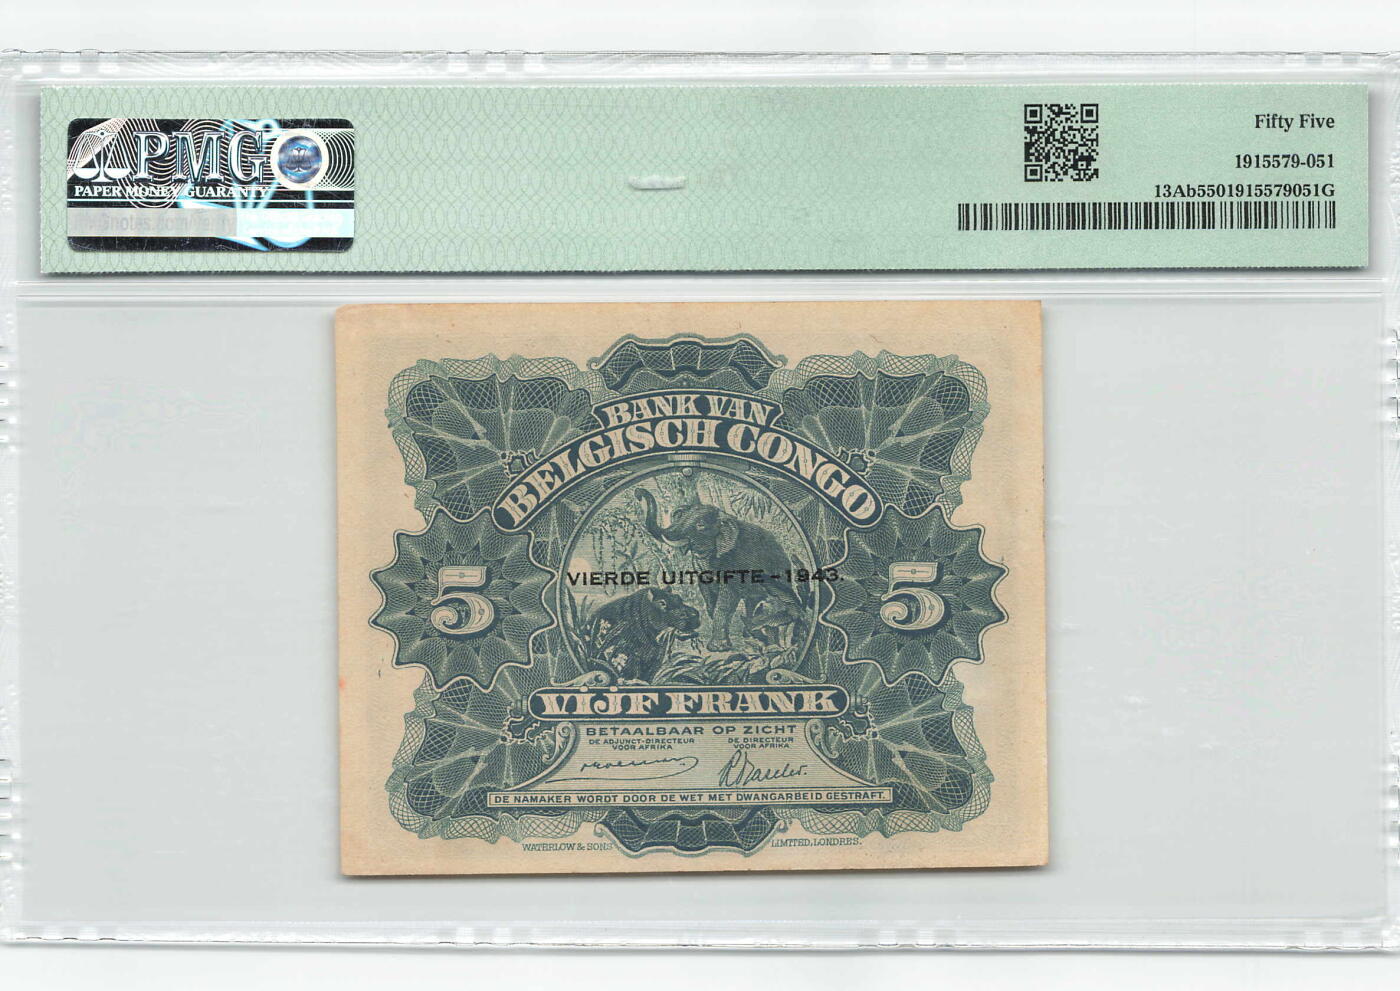 PMG
PAPER MONEY GUARANTY
Fifty Five
1915579-051
13Ab5501915579051G
BANK VAN
BELGISCH CONGO
VIERDE UITGIFTE-1943.
5
5
VIJF FRANK
BETAALBAAR OP ZICHT
DE ADJUNCT-DIRECTEUR VOOR AFRIKA
DE DIRECTEUR VOOR AFRIKA
DE NAMAKER WORDT DOOR DE WET MET DWANGARBEID GESTRAFT.
WATERLOW & SONS LIMITED, LONDRES.